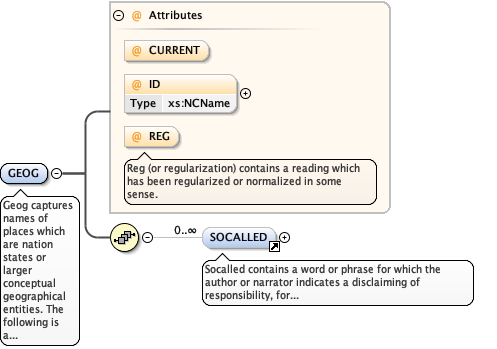 @ Attributes
@ CURRENT
@ ID
Type xs:NCName
@ REG
Reg (or regularization) contains a reading which
has been regularized or normalized in some
sense.
GEOG
Geog captures
names of
places which
are nation
states or
larger
conceptual
geographical
entities. The
following is
a...
0..∞
SOCALLED
Socalled contains a word or phrase for which the
author or narrator indicates a disclaiming of
responsibility, for...